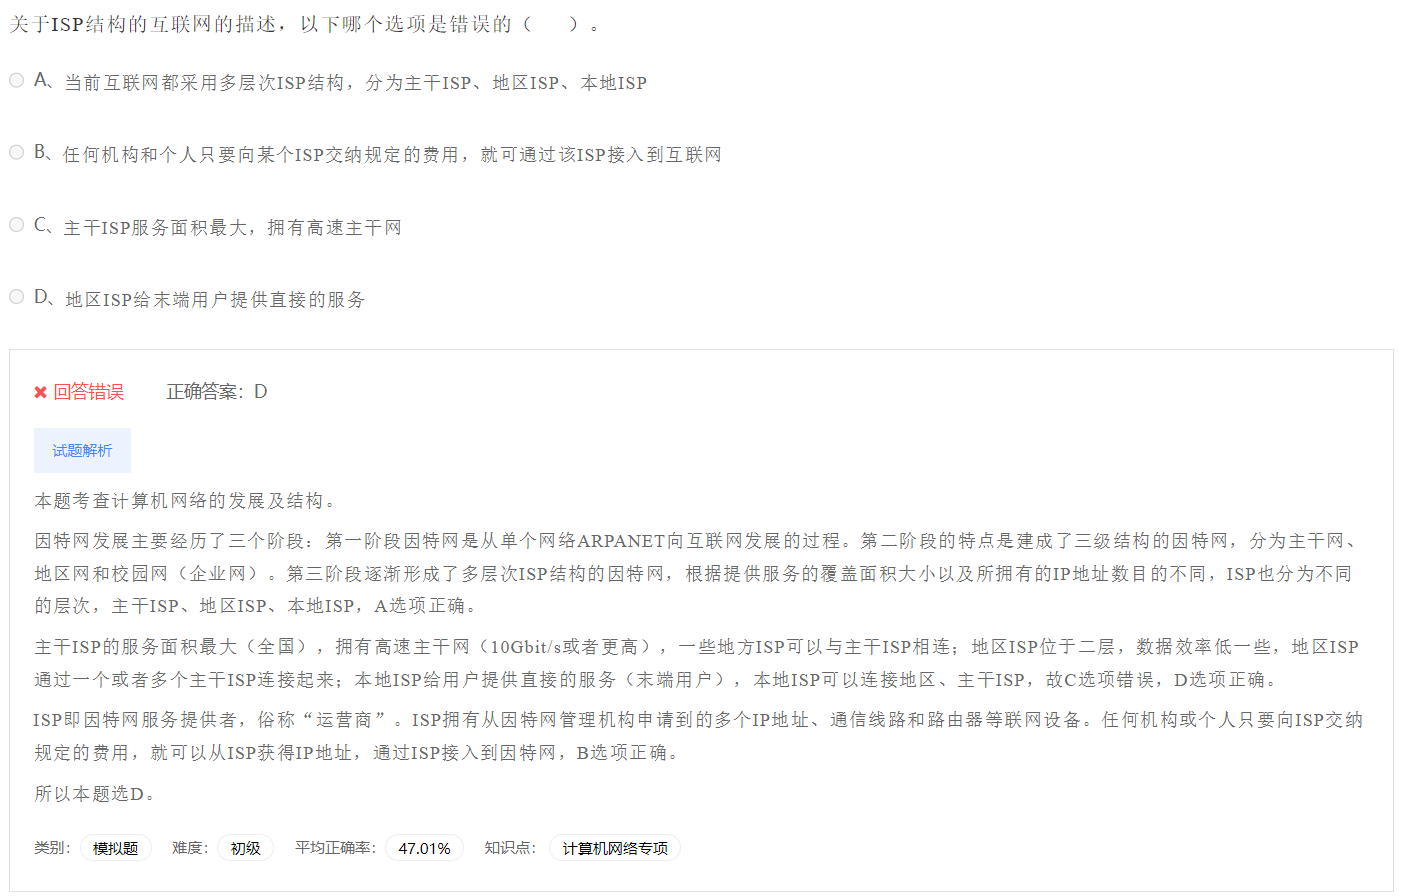 关于ISP结构的互联网的描述，以下哪个选项是错误的（　　）。
A、当前互联网都采用多层次ISP结构，分为主干ISP、地区ISP、本地ISP
B、任何机构和个人只要向某个ISP交纳规定的费用，就可通过该ISP接入到互联网
C、主干ISP服务面积最大，拥有高速主干网
D、地区ISP给末端用户提供直接的服务
回答错误 正确答案：D
试题解析
本题考查计算机网络的发展及结构。
因特网发展主要经历了三个阶段：第一阶段因特网是从单个网络ARPANET向互联网发展的过程。第二阶段的特点是建成了三级结构的因特网，分为主干网、
地区网和校园网（企业网）。第三阶段逐渐形成了多层次ISP结构的因特网，根据提供服务的覆盖面积大小以及所拥有的IP地址数目的不同，ISP也分为不同
的层次，主干ISP、地区ISP、本地ISP，A选项正确。
主干ISP的服务面积最大（全国），拥有高速主干网（10Gbit/s或者更高），一些地方ISP可以与主干ISP相连；地区ISP位于二层，数据效率低一些，地区ISP
通过一个或者多个主干ISP连接起来；本地ISP给用户提供直接的服务（末端用户），本地ISP可以连接地区、主干ISP，故C选项错误，D选项正确。
ISP即因特网服务提供者，俗称“运营商”。ISP拥有从因特网管理机构申请到的多个IP地址、通信线路和路由器等联网设备。任何机构或个人只要向ISP交纳
规定的费用，就可以从ISP获得IP地址，通过ISP接入到因特网，B选项正确。
所以本题选D。
类别： 模拟题 难度： 初级 平均正确率： 47.01% 知识点： 计算机网络专项